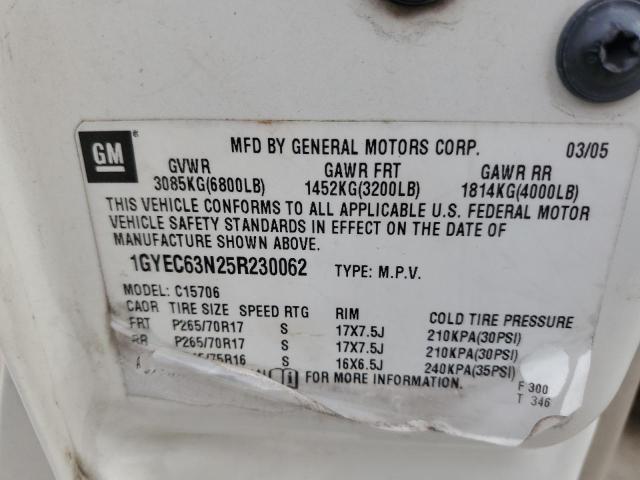 GM
®
MFD BY GENERAL MOTORS CORP. 03/05
GVWR GAWR FRT GAWR RR
3085KG(6800LB) 1452KG(3200LB) 1814KG(4000LB)
THIS VEHICLE CONFORMS TO ALL APPLICABLE U.S. FEDERAL MOTOR
VEHICLE SAFETY STANDARDS IN EFFECT ON THE DATE OF
MANUFACTURE SHOWN ABOVE.
1GYEC63N25R230062 TYPE: M.P.V.
MODEL: C15706
CAOR TIRE SIZE SPEED RTG RIM COLD TIRE PRESSURE
FRT P265/70R17 S 17X7.5J 210KPA(30PSI)
RR P265/70R17 S 17X7.5J 210KPA(30PSI)
/75R16 S 16X6.5J 240KPA(35PSI)
FOR MORE INFORMATION.
F 300
T 346